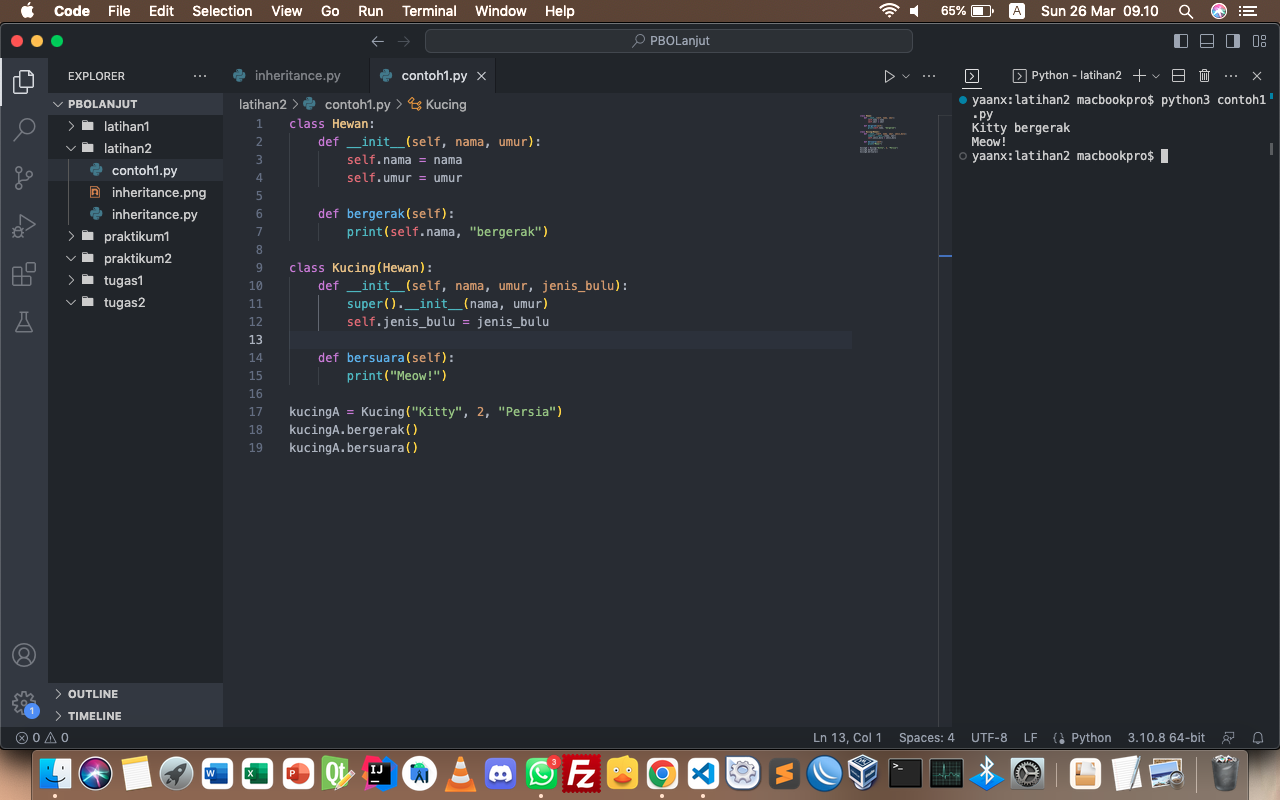 Code File Edit Selection View Go Run Terminal Window Help 65% A Sun 26 Mar 09.10
PBOLanjut
EXPLORER
PBOLANJUT
latihan1
latihan2
contoh1.py
inheritance.png
inheritance.py
praktikum1
praktikum2
tugas1
tugas2
OUTLINE
TIMELINE
1
inheritance.py contoh1.py
latihan2 > contoh1.py > Kucing
1 class Hewan:
2     def __init__(self, nama, umur):
3         self.nama = nama
4         self.umur = umur
5
6     def bergerak(self):
7         print(self.nama, "bergerak")
8
9 class Kucing(Hewan):
10     def __init__(self, nama, umur, jenis_bulu):
11         super().__init__(nama, umur)
12         self.jenis_bulu = jenis_bulu
13
14     def bersuara(self):
15         print("Meow!")
16
17 kucingA = Kucing("Kitty", 2, "Persia")
18 kucingA.bergerak()
19 kucingA.bersuara()
Python - latihan2
yaanx:latihan2 macbookpro$ python3 contoh1
.py
Kitty bergerak
Meow!
yaanx:latihan2 macbookpro$
0 0 Ln 13, Col 1 Spaces: 4 UTF-8 LF Python 3.10.8 64-bit
W X P Qt IJ 3 Fz